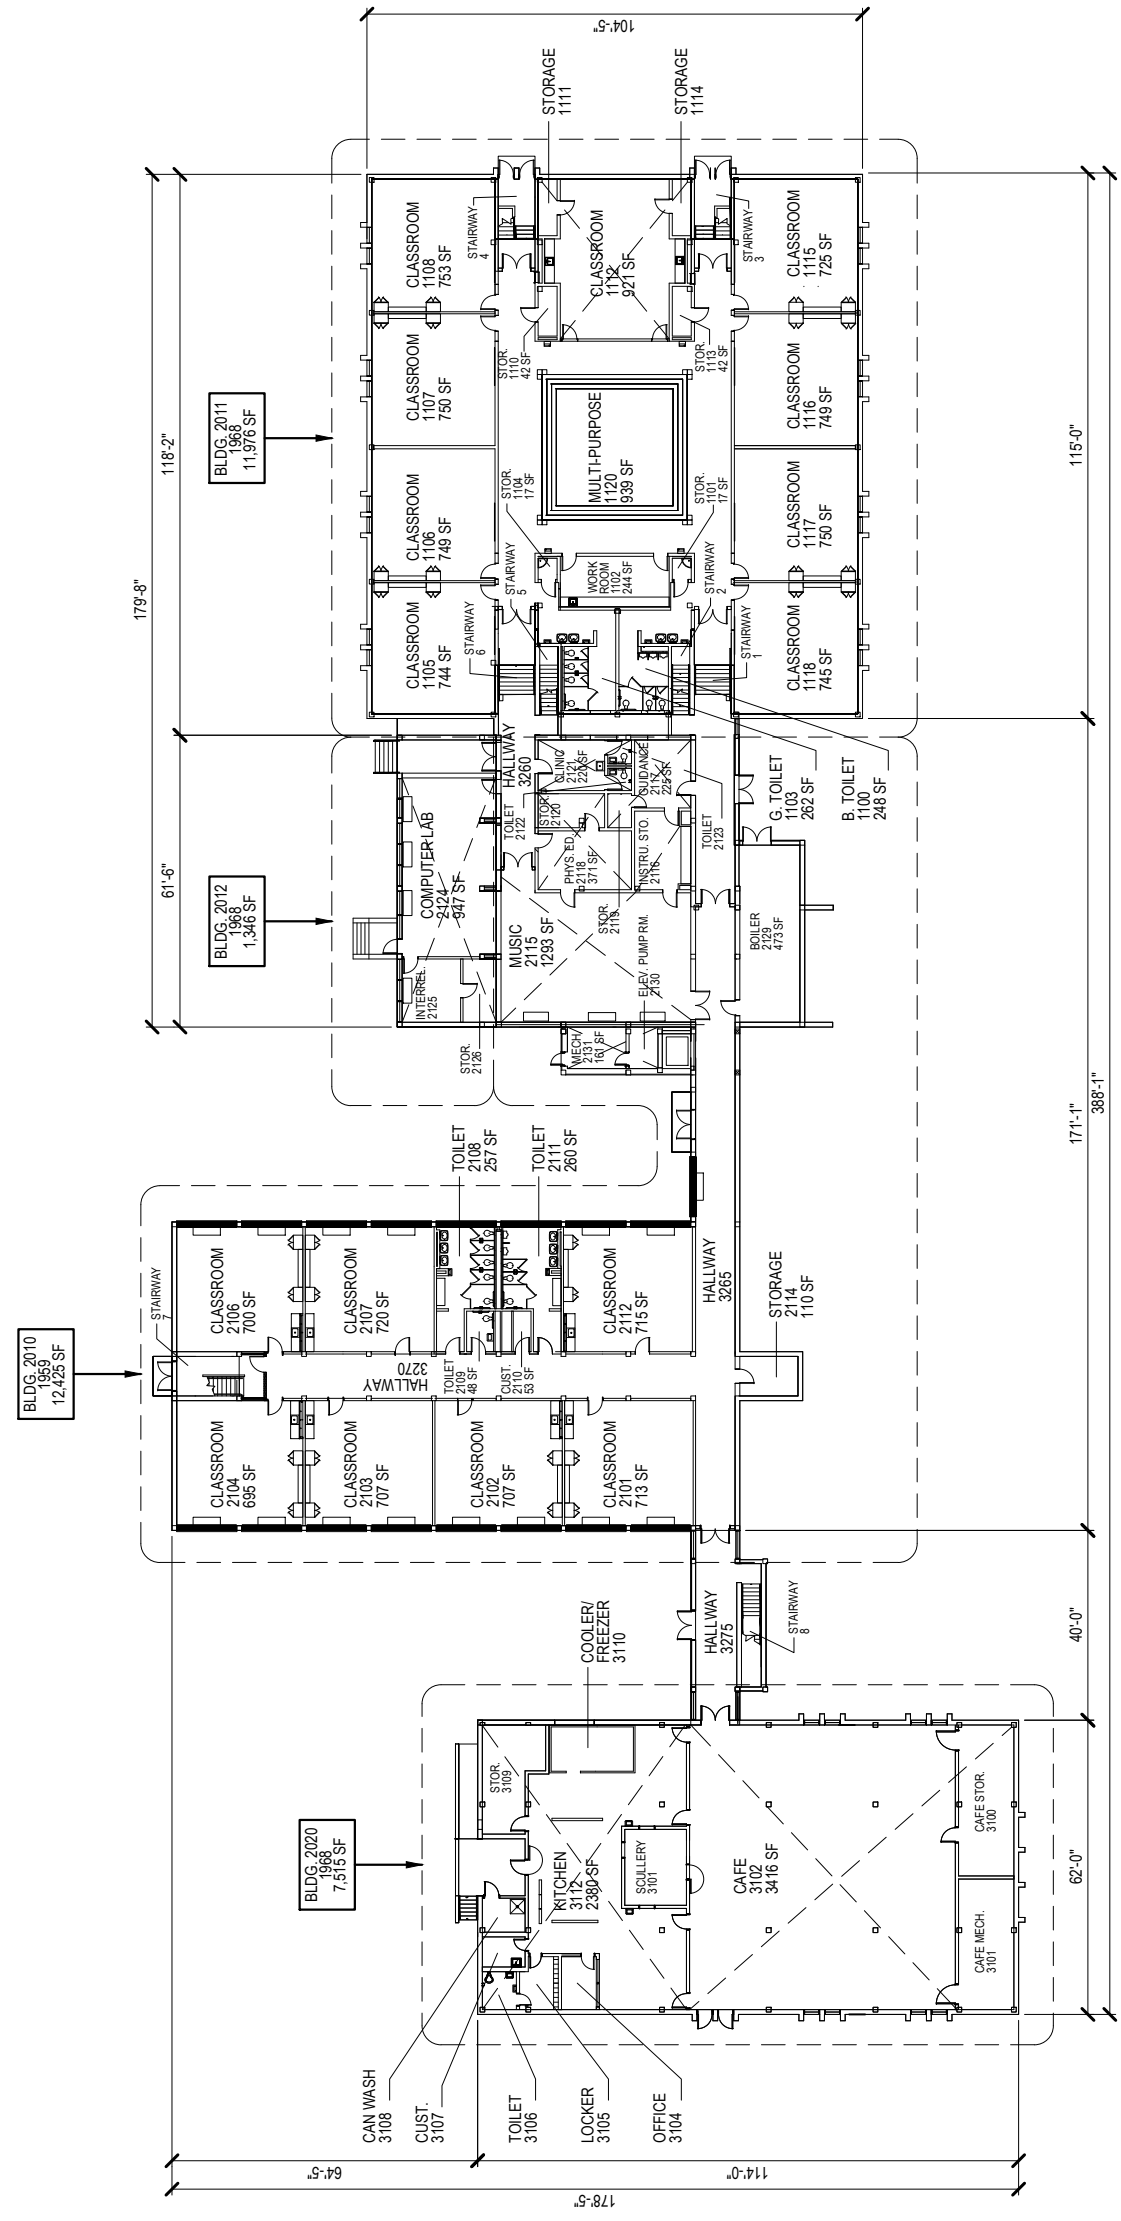 BLDG. 2010
1959
12,425 SF
BLDG. 2011
1968
11,976 SF
BLDG. 2012
1968
1,346 SF
BLDG. 2020
1968
7,515 SF
104'-5"
179'-8"
118'-2"
61'-6"
115'-0"
171'-1"
388'-1"
40'-0"
62'-0"
64'-5"
114'-0"
178'-5"
STORAGE
1111
STORAGE
1114
CLASSROOM
1108
753 SF
CLASSROOM
1107
750 SF
CLASSROOM
1106
749 SF
CLASSROOM
1105
744 SF
STAIRWAY
4
CLASSROOM
1112
921 SF
STAIRWAY
3
CLASSROOM
1115
725 SF
CLASSROOM
1116
749 SF
CLASSROOM
1117
750 SF
CLASSROOM
1118
745 SF
STOR.
1110
42 SF
STOR.
1113
42 SF
MULTI-PURPOSE
1120
939 SF
STOR.
1104
17 SF
STOR.
1101
17 SF
WORK
ROOM
1102
244 SF
STAIRWAY
5
STAIRWAY
2
STAIRWAY
6
STAIRWAY
1
G. TOILET
1103
262 SF
B. TOILET
1100
248 SF
HALLWAY
3260
CLINIC
2121
220 SF
GUIDANCE
2117
225 SF
TOILET
2122
STOR.
2120
TOILET
2123
COMPUTER LAB
2124
947 SF
PHYS. ED.
2118
371 SF
INSTRU. STO.
2116
STOR.
2119
MUSIC
2115
1293 SF
ELEV. PUMP RM.
2130
BOILER
2129
473 SF
INTERREL.
2125
STOR.
2126
MECH
2131
161 SF
TOILET
2108
257 SF
TOILET
2111
260 SF
STAIRWAY
7
CLASSROOM
2106
700 SF
CLASSROOM
2107
720 SF
CLASSROOM
2112
715 SF
HALLWAY
3265
STORAGE
2114
110 SF
HALLWAY
3270
TOILET
2109
48 SF
CUST.
2110
53 SF
CLASSROOM
2104
695 SF
CLASSROOM
2103
707 SF
CLASSROOM
2102
707 SF
CLASSROOM
2101
713 SF
HALLWAY
3275
STAIRWAY
8
COOLER/
FREEZER
3110
STOR.
3109
KITCHEN
3112
2380 SF
SCULLERY
3101
CAFE
3102
3416 SF
CAFE STOR.
3100
CAFE MECH.
3101
CAN WASH
3108
CUST.
3107
TOILET
3106
LOCKER
3105
OFFICE
3104